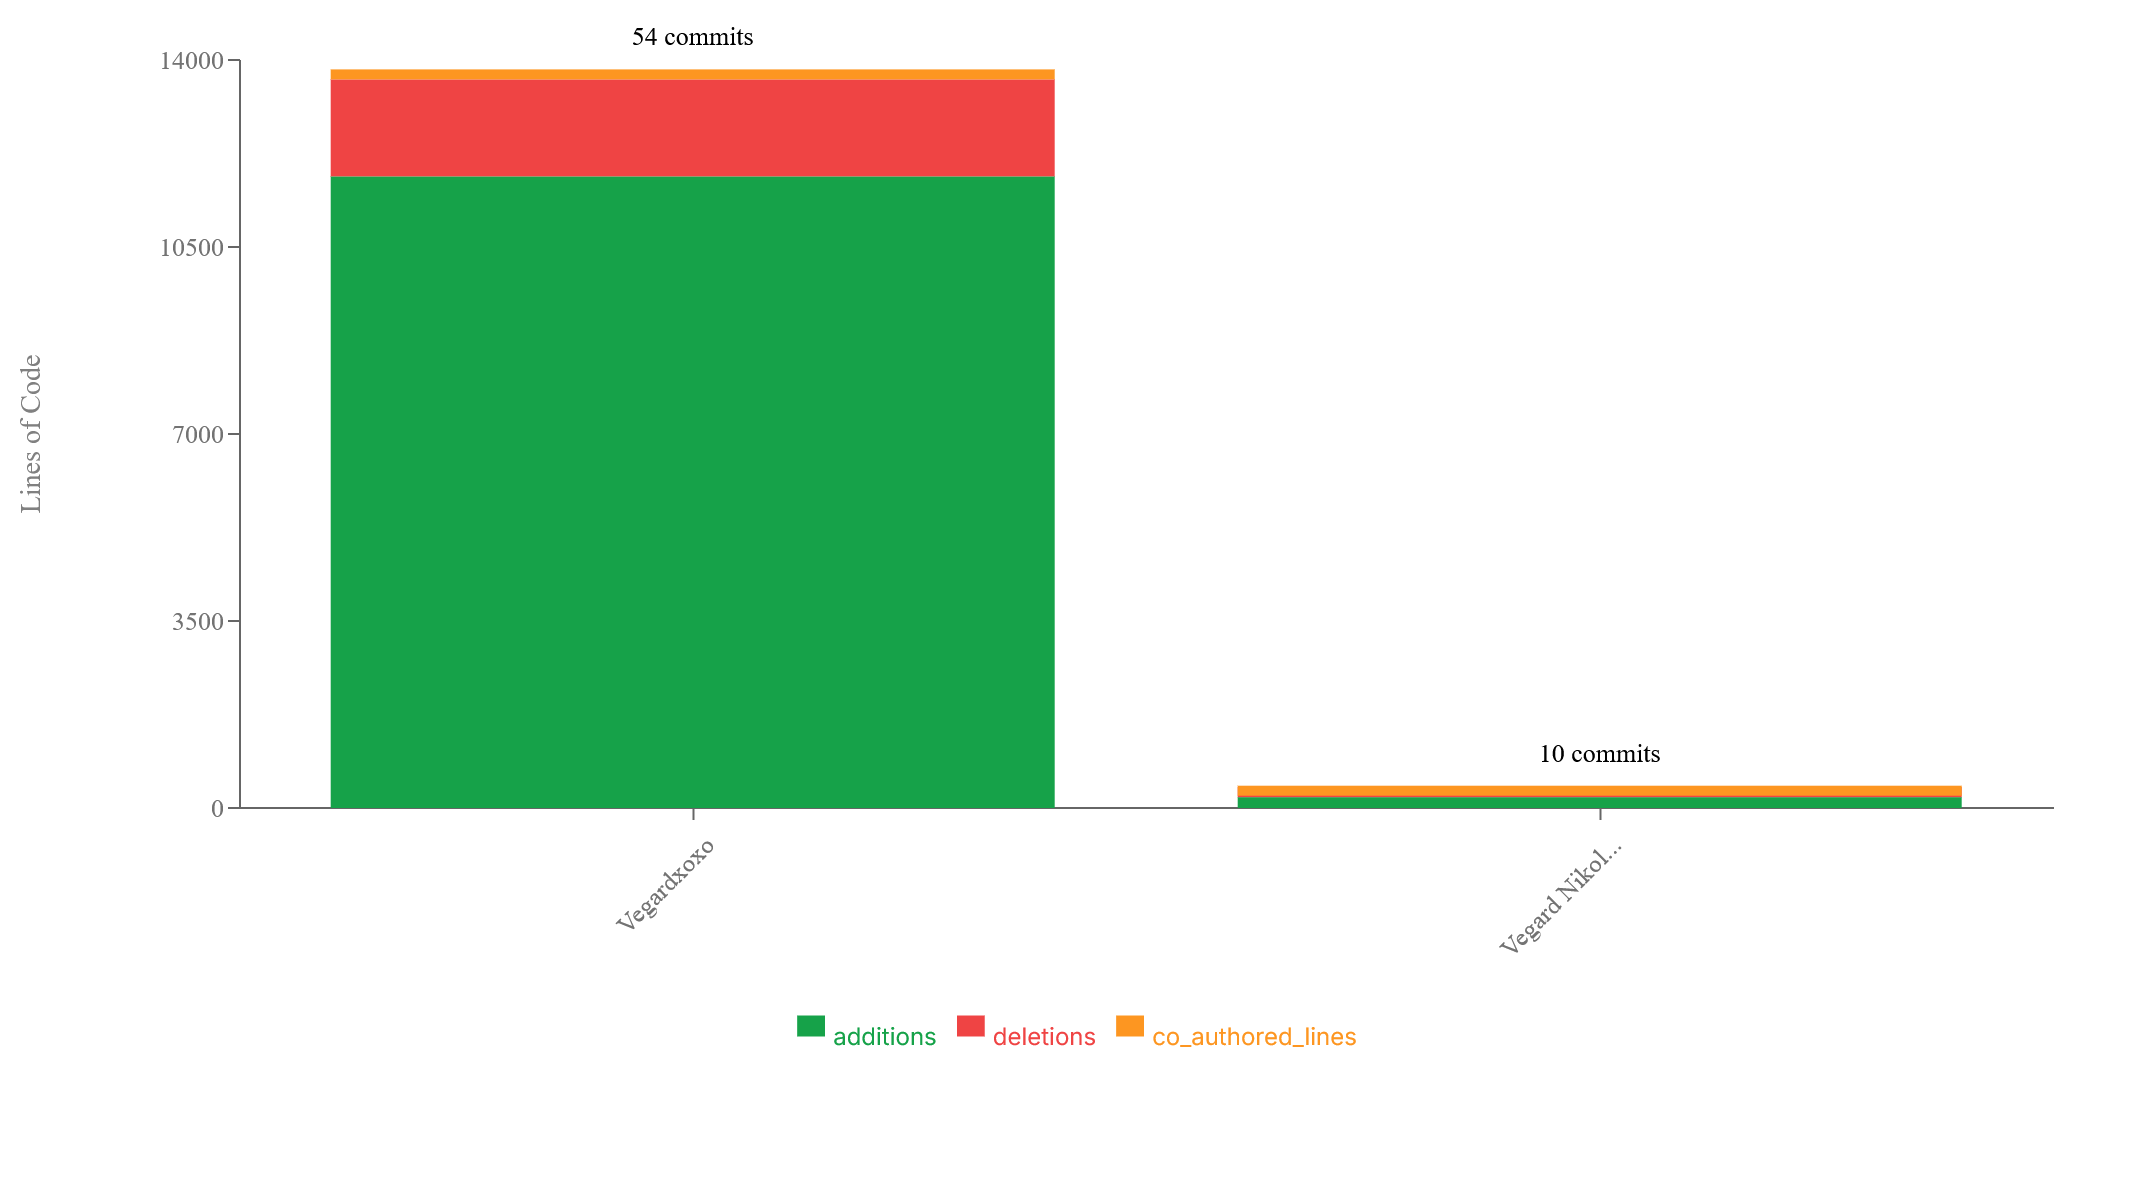 54 commits
14000
10500
7000
3500
0
Lines of Code
10 commits
Vegardxoxo
Vegard Nikol...
additions deletions co_authored_lines